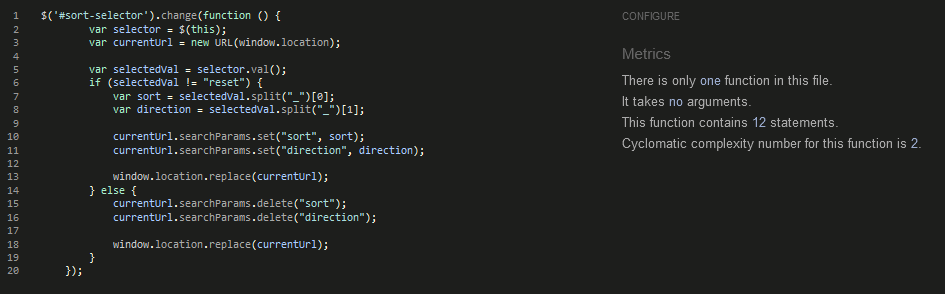 1 $('#sort-selector').change(function () {
2 var selector = $(this);
3 var currentUrl = new URL(window.location);
4
5 var selectedVal = selector.val();
6 if (selectedVal != "reset") {
7 var sort = selectedVal.split("_")[0];
8 var direction = selectedVal.split("_")[1];
9
10 currentUrl.searchParams.set("sort", sort);
11 currentUrl.searchParams.set("direction", direction);
12
13 window.location.replace(currentUrl);
14 } else {
15 currentUrl.searchParams.delete("sort");
16 currentUrl.searchParams.delete("direction");
17
18 window.location.replace(currentUrl);
19 }
20 });
CONFIGURE
Metrics
There is only one function in this file.
It takes no arguments.
This function contains 12 statements.
Cyclomatic complexity number for this function is 2.